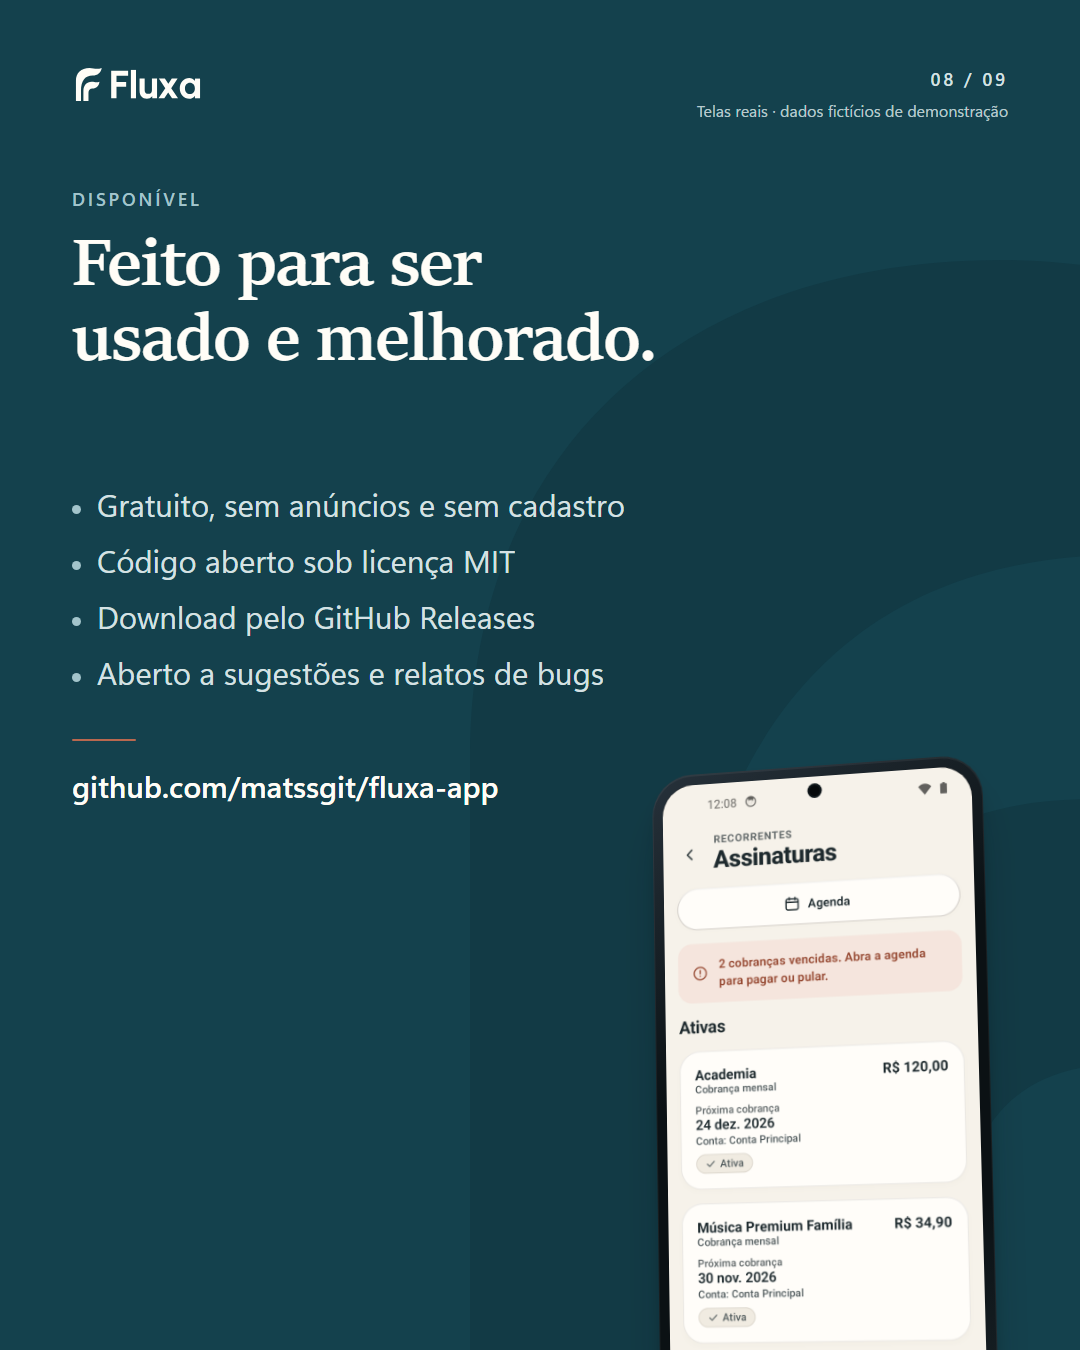 Fluxa
08 / 09
Telas reais · dados fictícios de demonstração
DISPONÍVEL
Feito para ser
usado e melhorado.
Gratuito, sem anúncios e sem cadastro
Código aberto sob licença MIT
Download pelo GitHub Releases
Aberto a sugestões e relatos de bugs
github.com/matssgit/fluxa-app
12:08
RECORRENTES
Assinaturas
Agenda
2 cobranças vencidas. Abra a agenda
para pagar ou pular.
Ativas
Academia
R$ 120,00
Cobrança mensal
Próxima cobrança
24 dez. 2026
Conta: Conta Principal
Ativa
Música Premium Família
R$ 34,90
Cobrança mensal
Próxima cobrança
30 nov. 2026
Conta: Conta Principal
Ativa